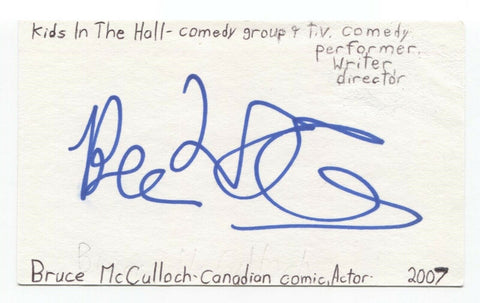 Kids In The Hall- comedy group & T.V. comedy
performer.
Writer
director
Bruce McCulloch-Canadian comic, Actor- 2007